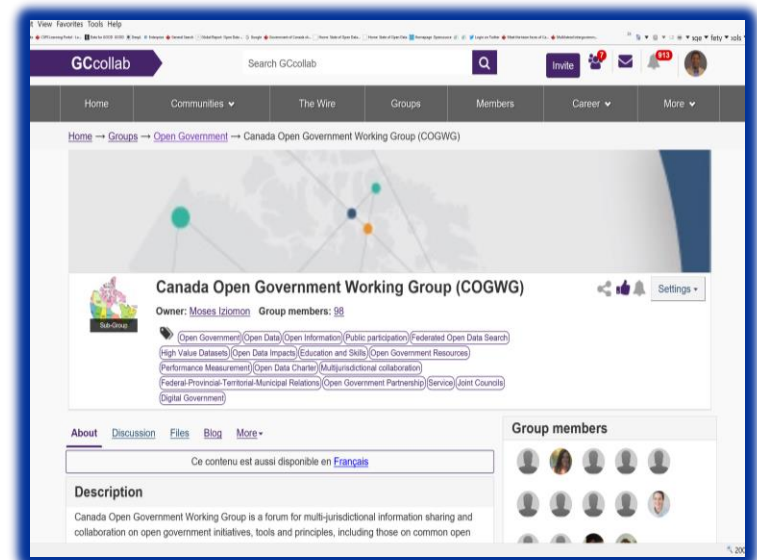 View Favorites Tools Help
GCcollab
Search GCcollab
Invite
7
913
Home Communities The Wire Groups Members Career More
Home → Groups → Open Government → Canada Open Government Working Group (COGWG)
Canada Open Government Working Group (COGWG)
Settings
Owner: Moses Iziomon Group members: 98
Sub-Group
Open Government Open Data Open Information Public participation Federated Open Data Search
High Value Datasets Open Data Impacts Education and Skills Open Government Resources
Performance Measurement Open Data Charter Multijurisdictional collaboration
Federal-Provincial-Territorial-Municipal Relations Open Government Partnership Service Joint Councils
Digital Government
About Discussion Files Blog More
Group members
Ce contenu est aussi disponible en Français
Description
Canada Open Government Working Group is a forum for multi-jurisdictional information sharing and
collaboration on open government initiatives, tools and principles, including those on common open